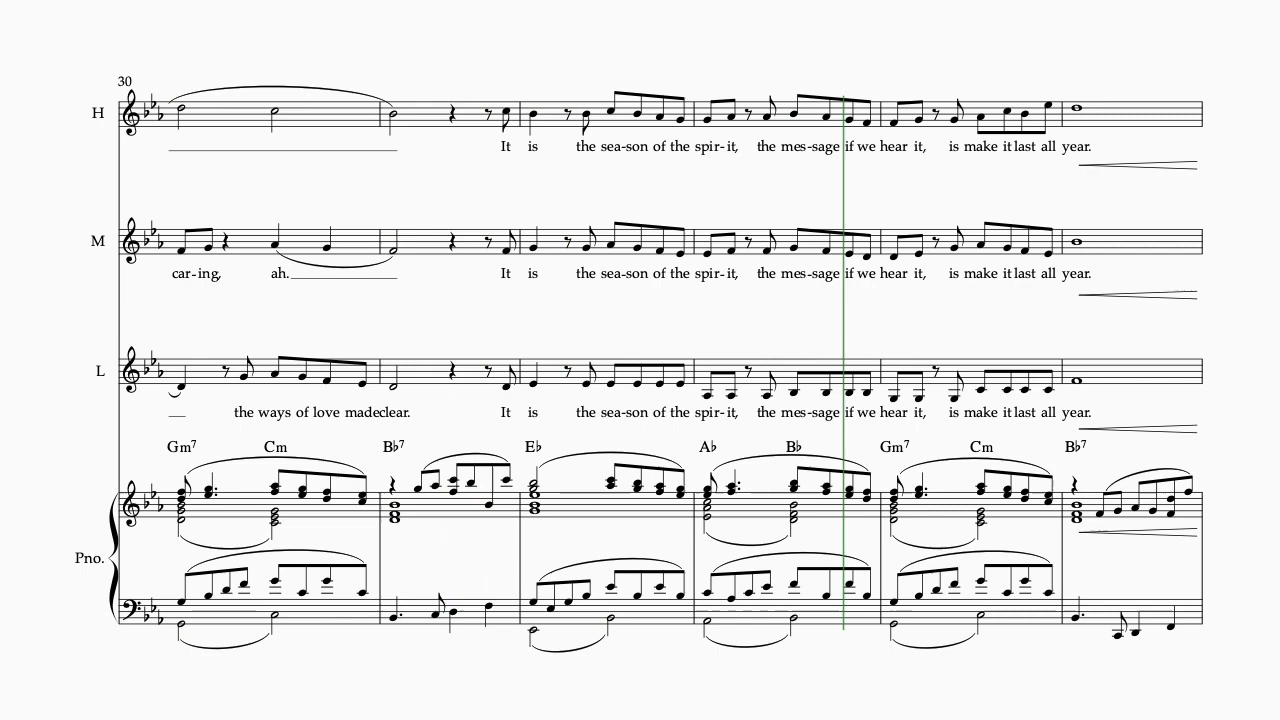 30
H
It is the sea-son of the spir-it, the mes-sage if we hear it, is make it last all year.
M
car-ing, ah. It is the sea-son of the spir-it, the mes-sage if we hear it, is make it last all year.
L
the ways of love made clear. It is the sea-son of the spir-it, the mes-sage if we hear it, is make it last all year.
Gm7 Cm B♭7 E♭ A♭ B♭ Gm7 Cm B♭7
Pno.